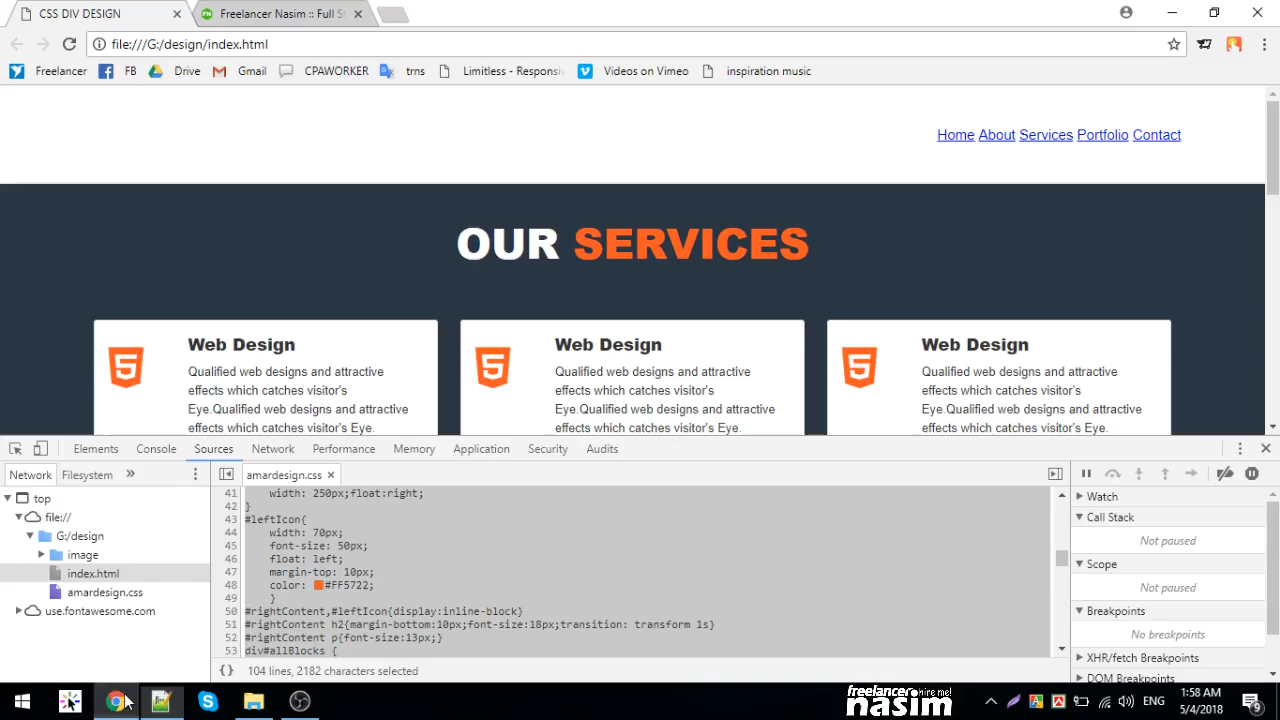 CSS DIV DESIGN
Freelancer Nasim :: Full S
file:///G:/design/index.html
Freelancer FB Drive Gmail CPAWORKER trns Limitless - Responsiv Videos on Vimeo inspiration music
Home About Services Portfolio Contact
OUR SERVICES
Web Design
Qualified web designs and attractive
effects which catches visitor's
Eye.Qualified web designs and attractive
effects which catches visitor's Eye.
Web Design
Qualified web designs and attractive
effects which catches visitor's
Eye.Qualified web designs and attractive
effects which catches visitor's Eye.
Web Design
Qualified web designs and attractive
effects which catches visitor's
Eye.Qualified web designs and attractive
effects which catches visitor's Eye.
Elements Console Sources Network Performance Memory Application Security Audits
Network Filesystem »
top
file://
G:/design
image
index.html
amardesign.css
use.fontawesome.com
amardesign.css
41 width: 250px;float:right;
42 }
43 #leftIcon{
44 width: 70px;
45 font-size: 50px;
46 float: left;
47 margin-top: 10px;
48 color: #FF5722;
49 }
50 #rightContent,#leftIcon{display:inline-block}
51 #rightContent h2{margin-bottom:10px;font-size:18px;transition: transform 1s}
52 #rightContent p{font-size:13px;}
53 div#allBlocks {
{} 104 lines, 2182 characters selected
Watch
Call Stack
Not paused
Scope
Not paused
Breakpoints
No breakpoints
XHR/fetch Breakpoints
DOM Breakpoints
freelancer hire me!
nasim
ENG
1:58 AM
5/4/2018
9